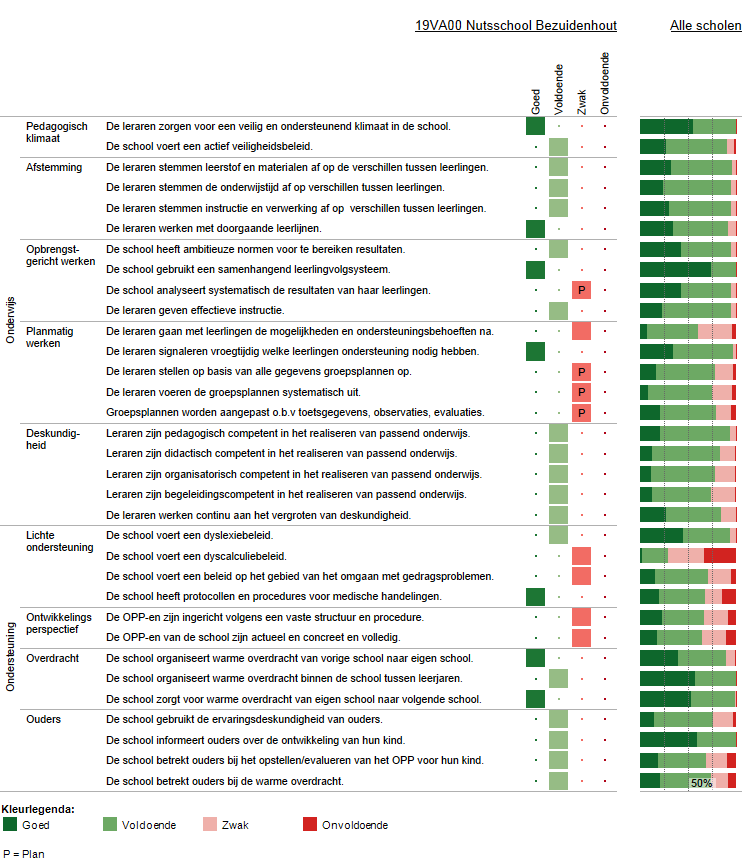 19VA00 Nutsschool Bezuidenhout
Alle scholen
Goed
Voldoende
Zwak
Onvoldoende
Onderwijs
Pedagogisch klimaat
De leraren zorgen voor een veilig en ondersteunend klimaat in de school.
De school voert een actief veiligheidsbeleid.
Afstemming
De leraren stemmen leerstof en materialen af op de verschillen tussen leerlingen.
De leraren stemmen de onderwijstijd af op verschillen tussen leerlingen.
De leraren stemmen instructie en verwerking af op verschillen tussen leerlingen.
De leraren werken met doorgaande leerlijnen.
Opbrengst-
gericht werken
De school heeft ambitieuze normen voor te bereiken resultaten.
De school gebruikt een samenhangend leerlingvolgsysteem.
De school analyseert systematisch de resultaten van haar leerlingen.
P
De leraren geven effectieve instructie.
Planmatig
werken
De leraren gaan met leerlingen de mogelijkheden en ondersteuningsbehoeften na.
De leraren signaleren vroegtijdig welke leerlingen ondersteuning nodig hebben.
De leraren stellen op basis van alle gegevens groepsplannen op.
P
De leraren voeren de groepsplannen systematisch uit.
P
Groepsplannen worden aangepast o.b.v toetsgegevens, observaties, evaluaties.
P
Deskundig-
heid
Leraren zijn pedagogisch competent in het realiseren van passend onderwijs.
Leraren zijn didactisch competent in het realiseren van passend onderwijs.
Leraren zijn organisatorisch competent in het realiseren van passend onderwijs.
Leraren zijn begeleidingscompetent in het realiseren van passend onderwijs.
De leraren werken continu aan het vergroten van deskundigheid.
Ondersteuning
Lichte
ondersteuning
De school voert een dyslexiebeleid.
De school voert een dyscalculiebeleid.
De school voert een beleid op het gebied van het omgaan met gedragsproblemen.
De school heeft protocollen en procedures voor medische handelingen.
Ontwikkelings
perspectief
De OPP-en zijn ingericht volgens een vaste structuur en procedure.
De OPP-en van de school zijn actueel en concreet en volledig.
Overdracht
De school organiseert warme overdracht van vorige school naar eigen school.
De school organiseert warme overdracht binnen de school tussen leerjaren.
De school zorgt voor warme overdracht van eigen school naar volgende school.
Ouders
De school gebruikt de ervaringsdeskundigheid van ouders.
De school informeert ouders over de ontwikkeling van hun kind.
De school betrekt ouders bij het opstellen/evalueren van het OPP voor hun kind.
De school betrekt ouders bij de warme overdracht.
50%
Kleurlegenda:
Goed
Voldoende
Zwak
Onvoldoende
P = Plan